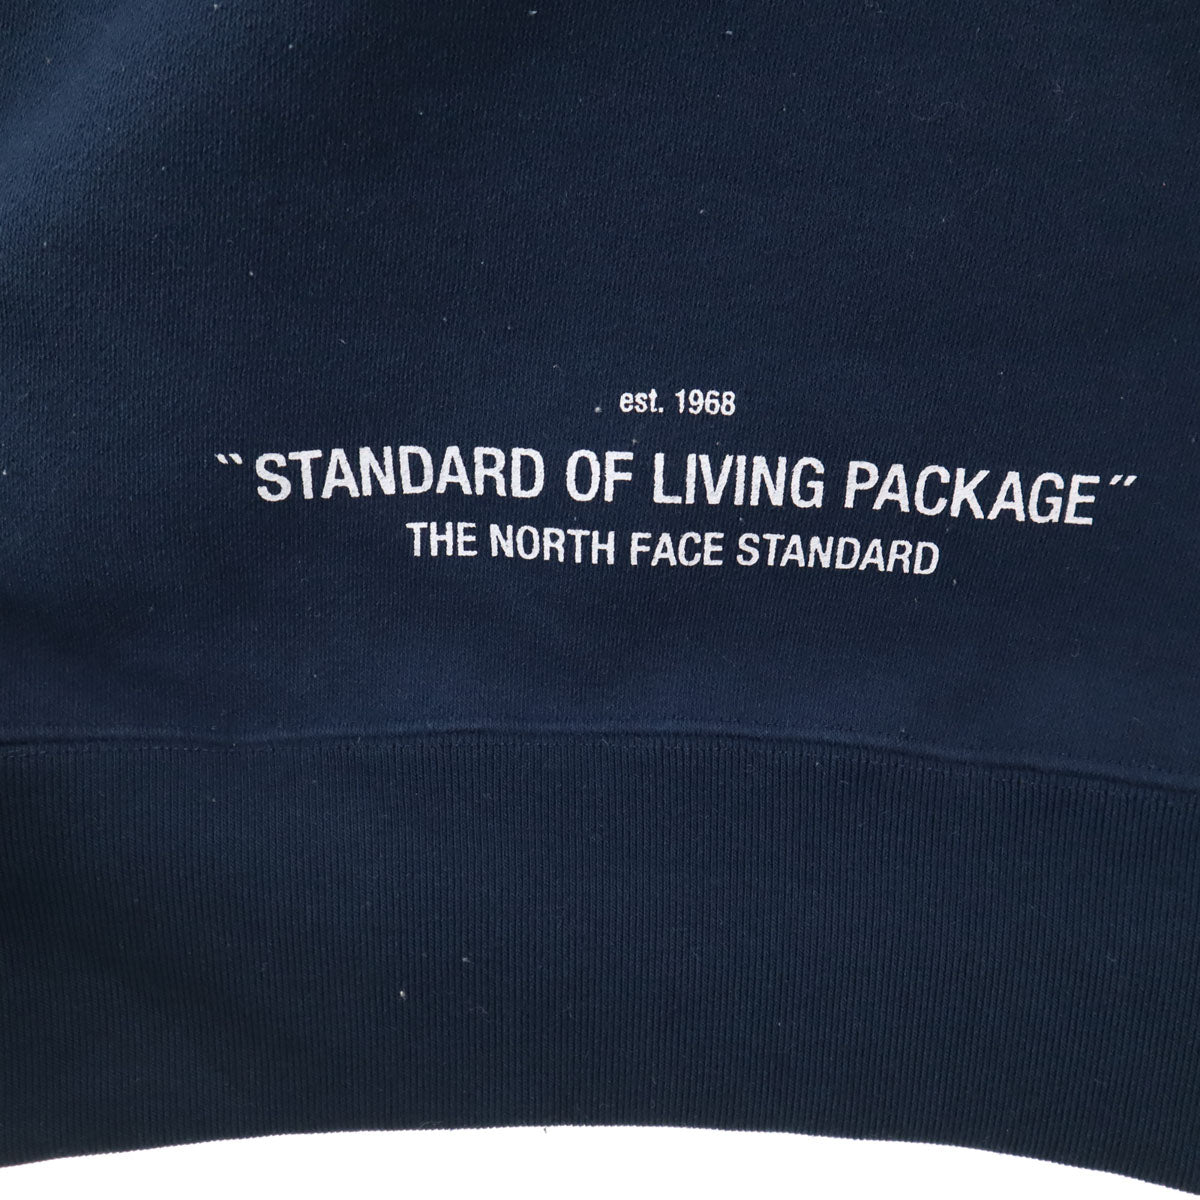 est. 1968
“STANDARD OF LIVING PACKAGE”
THE NORTH FACE STANDARD